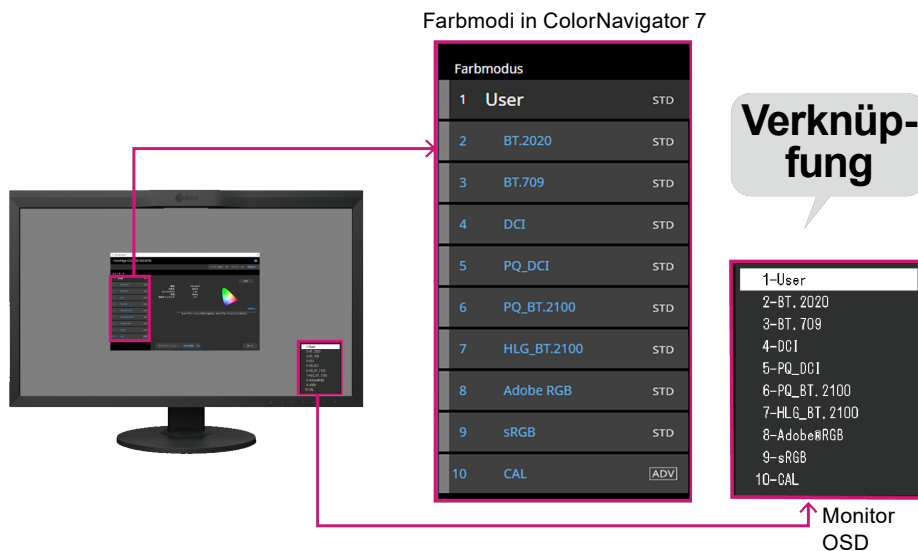 Farbmodi in ColorNavigator 7
Farbmodus
1 User STD
2 BT.2020 STD
3 BT.709 STD
4 DCI STD
5 PQ_DCI STD
6 PQ_BT.2100 STD
7 HLG_BT.2100 STD
8 Adobe RGB STD
9 sRGB STD
10 CAL ADV
Verknüp-
fung
1-User
2-BT.2020
3-BT.709
4-DCI
5-PQ_DCI
6-PQ_BT.2100
7-HLG_BT.2100
8-Adobe®RGB
9-sRGB
10-CAL
Monitor
OSD